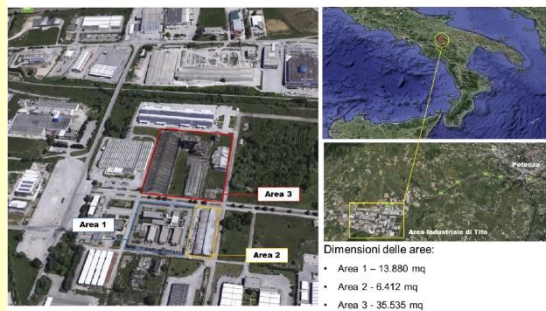 Area 3
Area 1
Area 2
Potenza
Area Industriale di Tito
Dimensioni delle aree:
• Area 1 – 13.880 mq
• Area 2 - 6.412 mq
• Area 3 - 35.535 mq